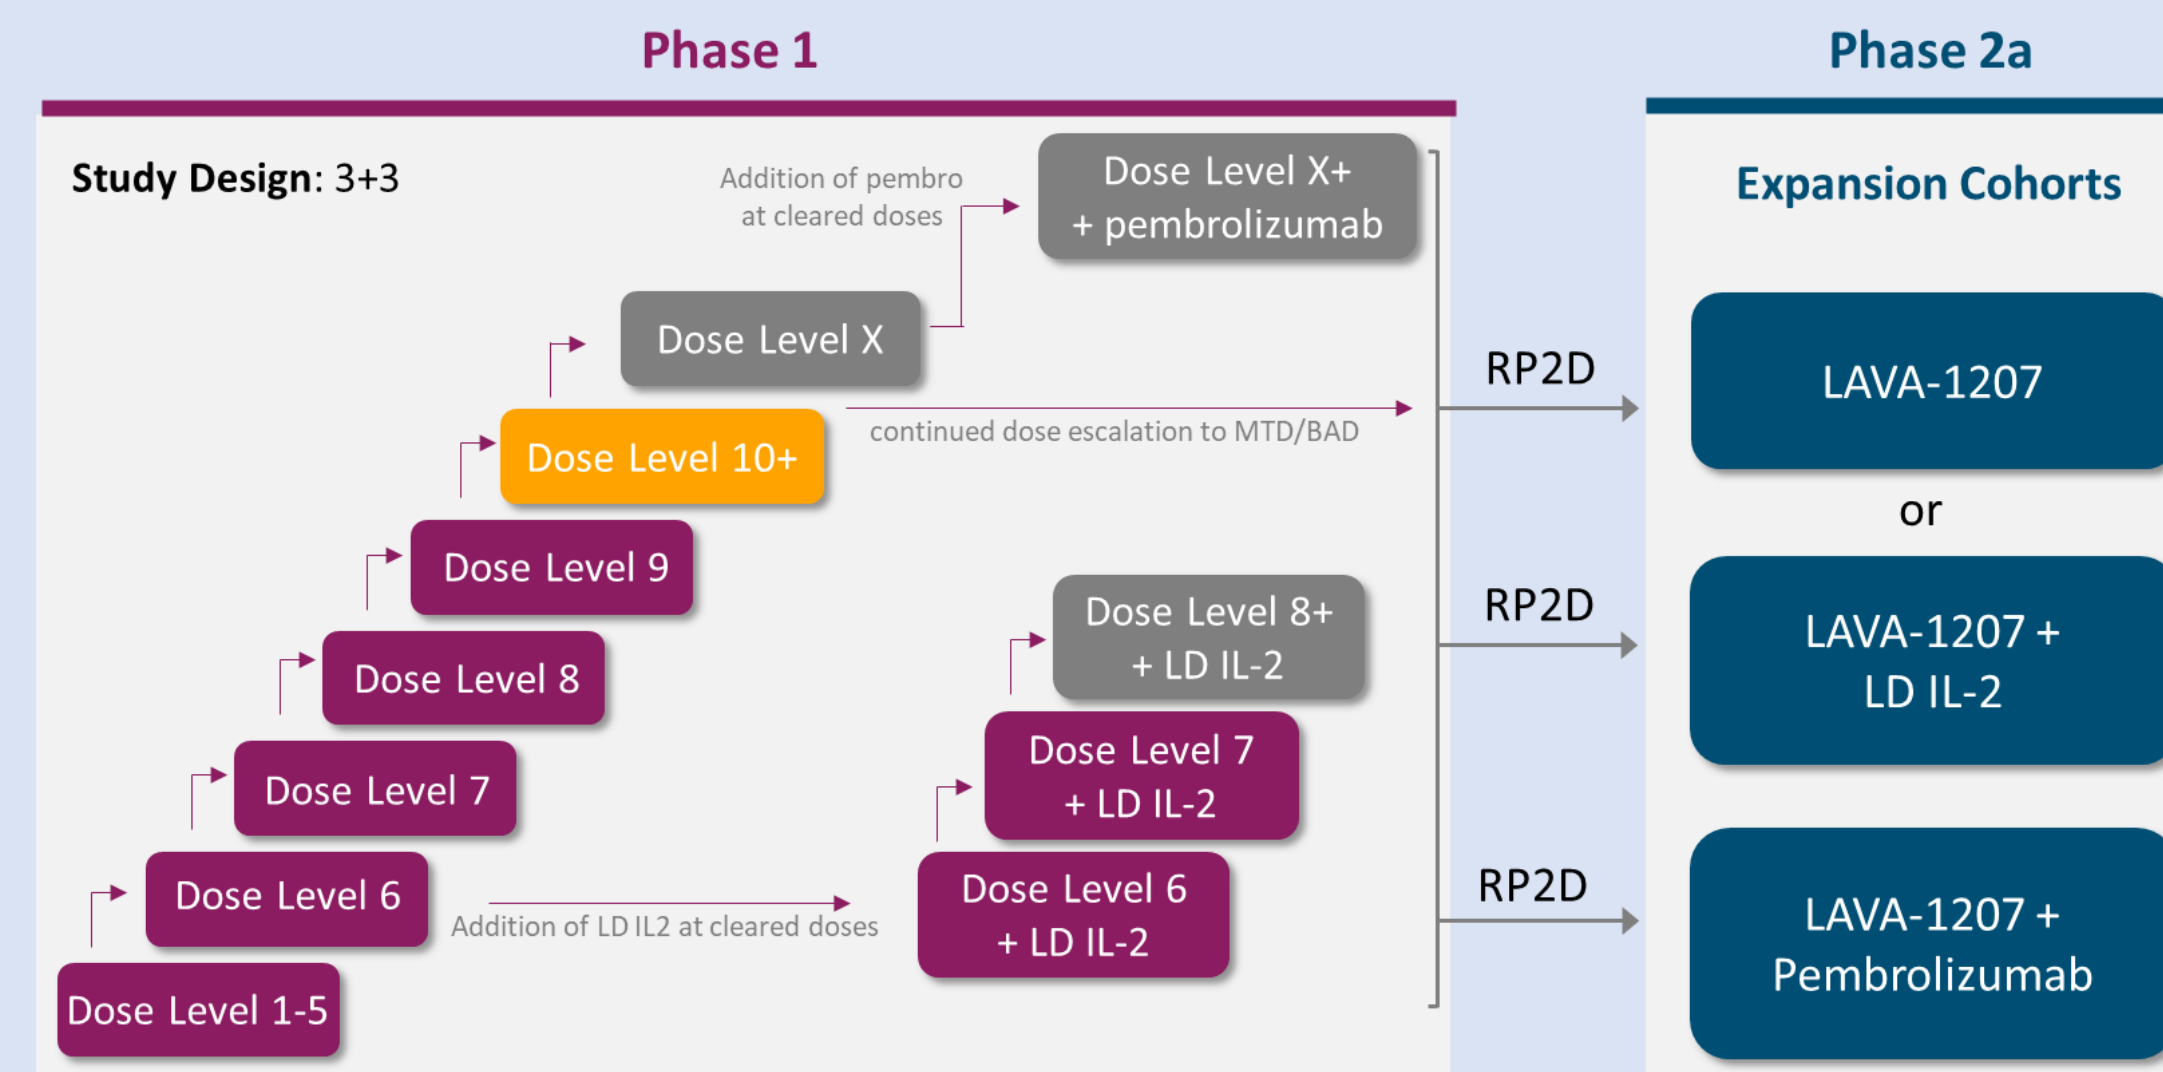 Phase 1
Study Design: 3+3
Addition of pembro
at cleared doses
Dose Level X+
+ pembrolizumab
Dose Level X
continued dose escalation to MTD/BAD
Dose Level 10+
Dose Level 9
Dose Level 8
Dose Level 7
Dose Level 6
Dose Level 1-5
Addition of LD IL2 at cleared doses
Dose Level 8+
+ LD IL-2
Dose Level 7
+ LD IL-2
Dose Level 6
+ LD IL-2
RP2D
RP2D
RP2D
Phase 2a
Expansion Cohorts
LAVA-1207
or
LAVA-1207 +
LD IL-2
LAVA-1207 +
Pembrolizumab